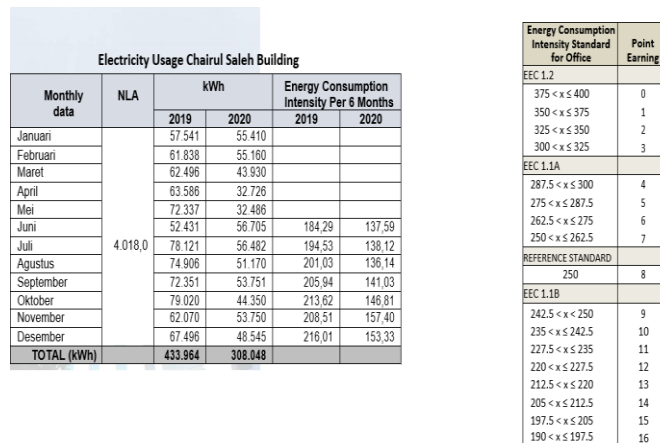 Electricity Usage Chairul Saleh Building
Monthly data NLA kWh Energy Consumption Intensity Per 6 Months
2019 2020 2019 2020
Januari 57.541 55.410
Februari 61.838 55.160
Maret 62.496 43.930
April 63.586 32.726
Mei 72.337 32.486
Juni 52.431 56.705 184,29 137,59
Juli 4.018,0 78.121 56.482 194,53 138,12
Agustus 74.906 51.170 201,03 136,14
September 72.351 53.751 205,94 141,03
Oktober 79.020 44.350 213,62 146,81
November 62.070 53.750 208,51 157,40
Desember 67.496 48.545 216,01 153,33
TOTAL (kWh) 433.964 308.048
Energy Consumption Intensity Standard for Office Point Earning
EEC 1.2
375 < x ≤ 400 0
350 < x ≤ 375 1
325 < x ≤ 350 2
300 < x ≤ 325 3
EEC 1.1A
287.5 < x ≤ 300 4
275 < x ≤ 287.5 5
262.5 < x ≤ 275 6
250 < x ≤ 262.5 7
REFERENCE STANDARD
250 8
EEC 1.1B
242.5 < x < 250 9
235 < x ≤ 242.5 10
227.5 < x ≤ 235 11
220 < x ≤ 227.5 12
212.5 < x ≤ 220 13
205 < x ≤ 212.5 14
197.5 < x ≤ 205 15
190 < x ≤ 197.5 16